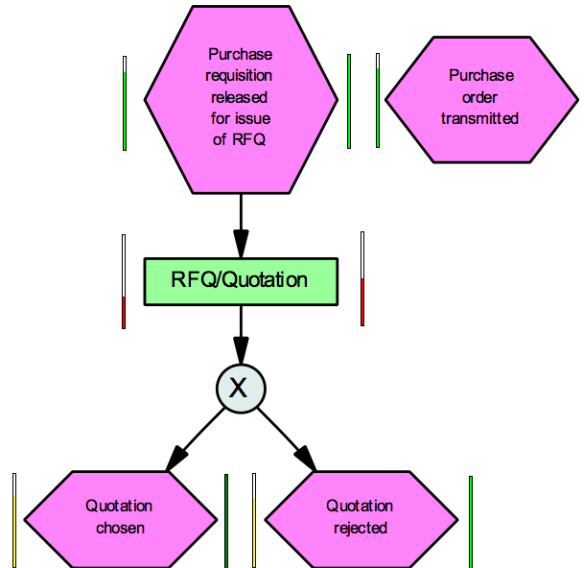 Purchase
requisition
released
for issue
of RFQ
Purchase
order
transmitted
RFQ/Quotation
X
Quotation
chosen
Quotation
rejected